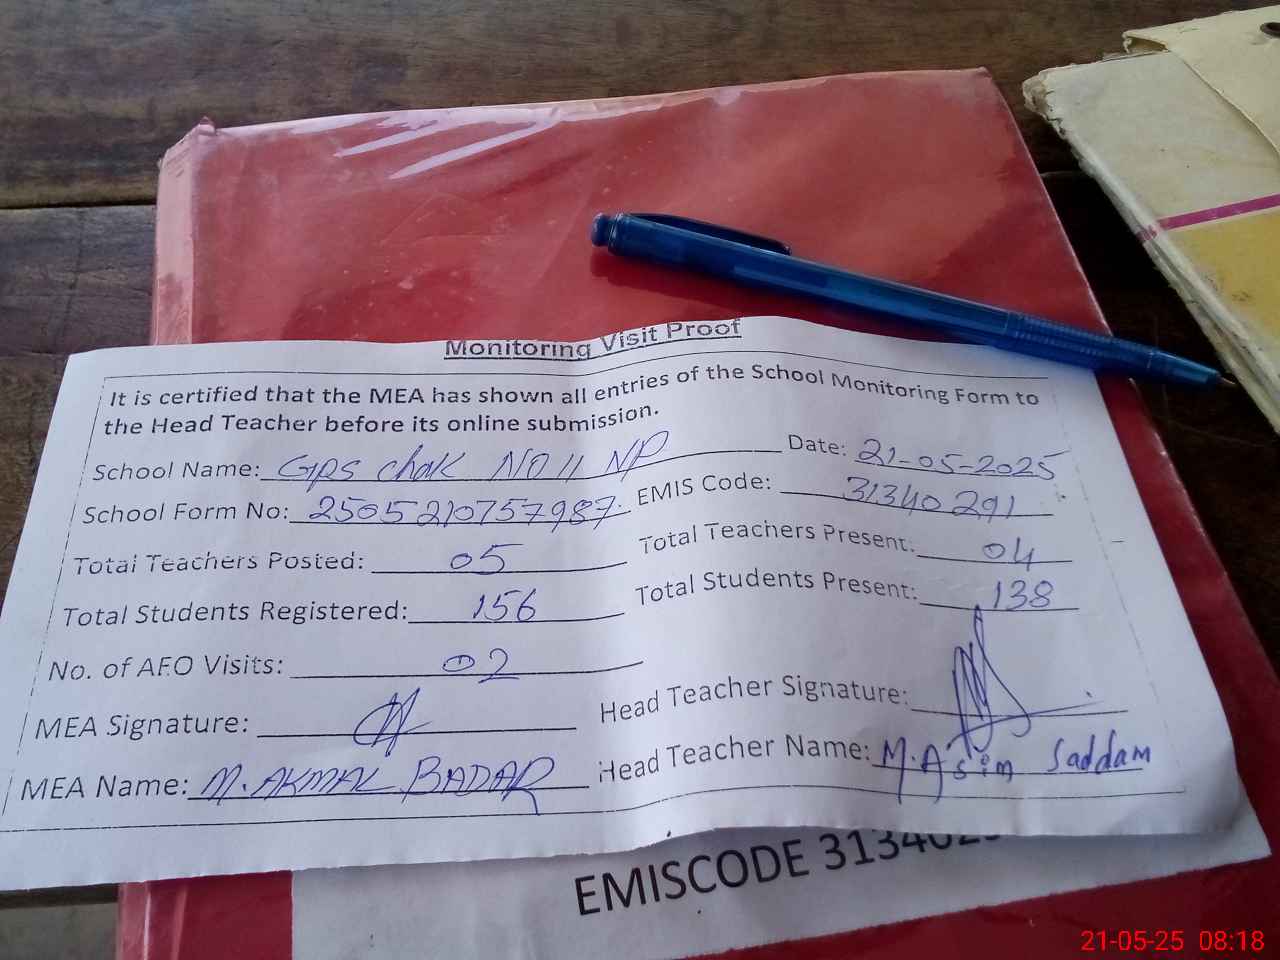 Monitoring Visit Proof
It is certified that the MEA has shown all entries of the School Monitoring Form to
the Head Teacher before its online submission.
School Name: GPS Chak NO 11 NP Date: 21-05-2025
School Form No: 2505210757987. EMIS Code: 31340291
Total Teachers Posted: 05 Total Teachers Present: 04
Total Students Registered: 156 Total Students Present: 138
No. of AEO Visits: 02
MEA Signature: Head Teacher Signature:
MEA Name: M. AKMAL BADAR Head Teacher Name: M. Asim Saddam
EMISCODE 313402
21-05-25 08:18